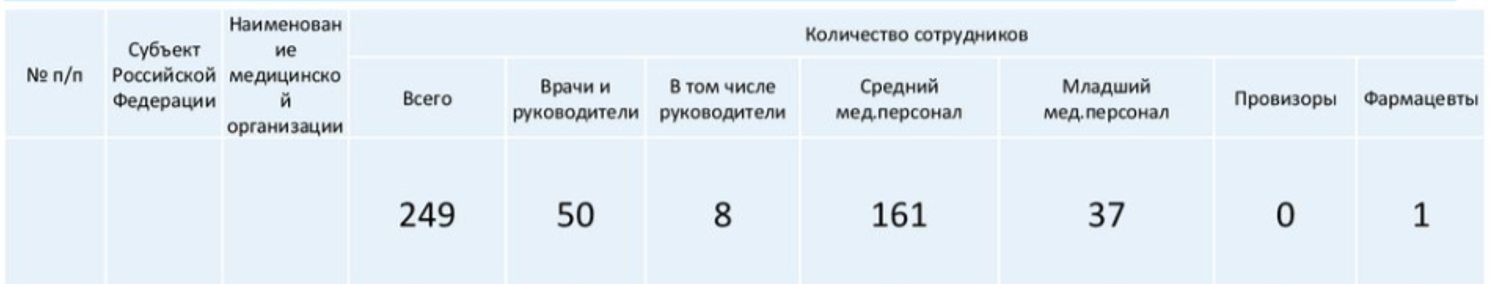 № п/п
Субъект
Российской
Федерации
Наименован
ие
медицинско
й
организации
Количество сотрудников
Всего
Врачи и
руководители
В том числе
руководители
Средний
мед.персонал
Младший
мед.персонал
Провизоры
Фармацевты
249
50
8
161
37
0
1